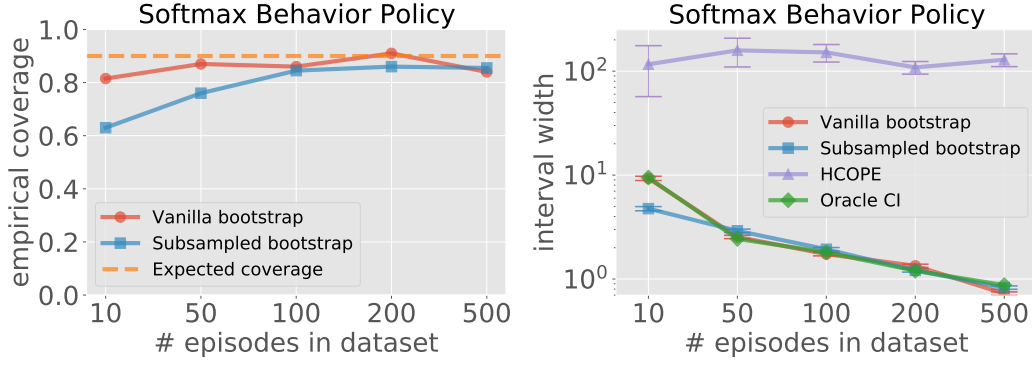 Softmax Behavior Policy
empirical coverage
1.0
0.8
0.6
0.4
0.2
0.0
Vanilla bootstrap
Subsampled bootstrap
Expected coverage
10 50 100 200 500
# episodes in dataset
Softmax Behavior Policy
interval width
10²
10¹
10⁰
Vanilla bootstrap
Subsampled bootstrap
HCOPE
Oracle CI
10 50 100 200 500
# episodes in dataset